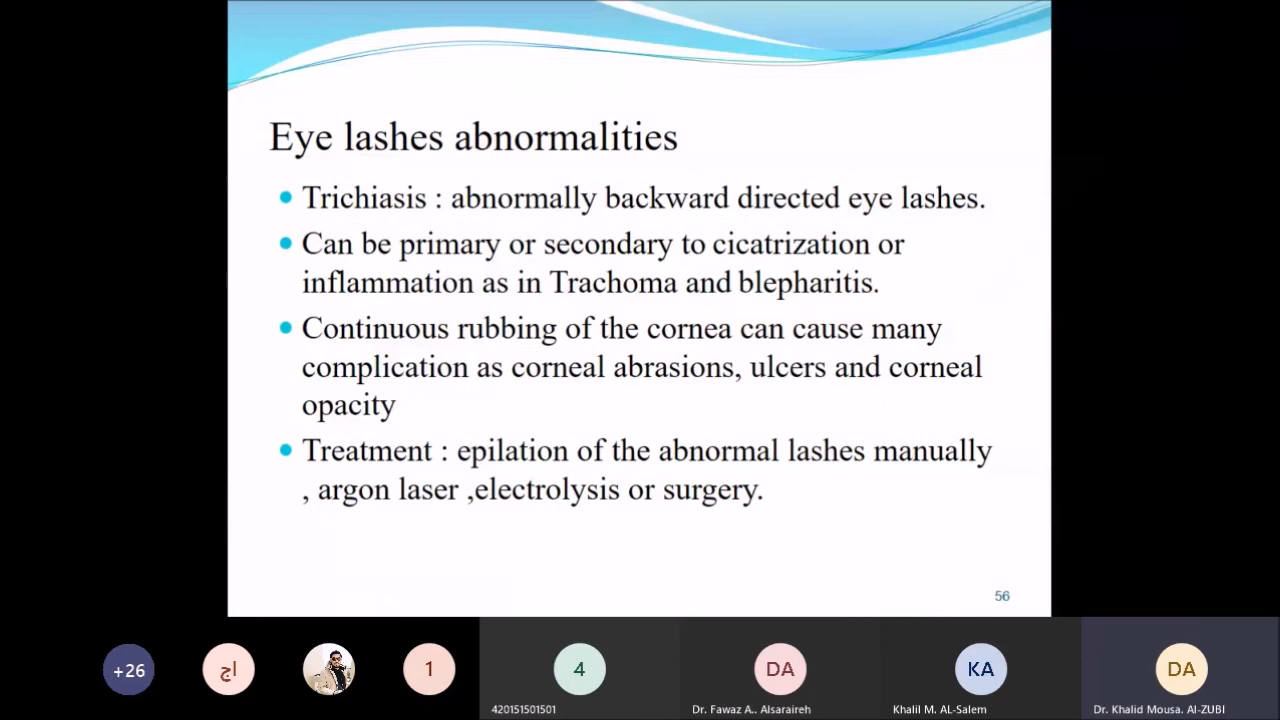 Eye lashes abnormalities
Trichiasis : abnormally backward directed eye lashes.
Can be primary or secondary to cicatrization or
inflammation as in Trachoma and blepharitis.
Continuous rubbing of the cornea can cause many
complication as corneal abrasions, ulcers and corneal
opacity
Treatment : epilation of the abnormal lashes manually
, argon laser ,electrolysis or surgery.
56
+26
اج
1
4
DA
KA
DA
420151501501
Dr. Fawaz A.. Alsaraireh
Khalil M. AL-Salem
Dr. Khalid Mousa. Al-ZUBI